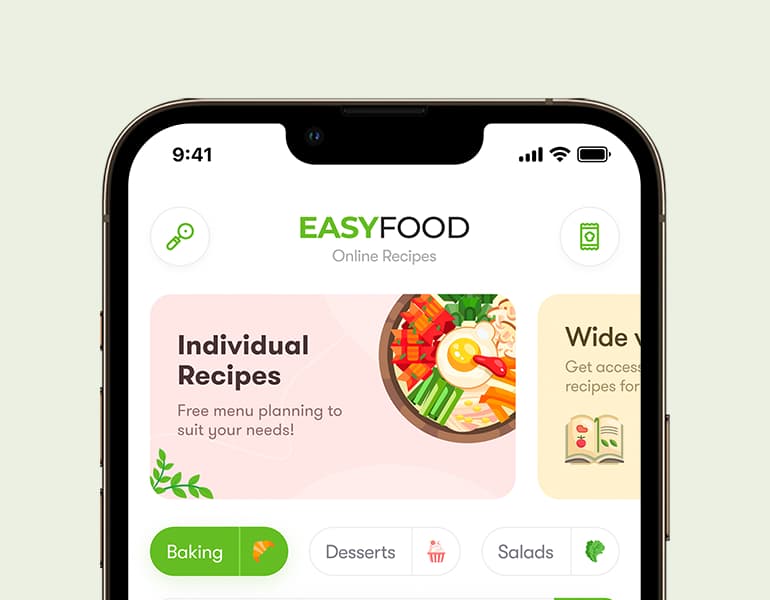 9:41
EASYFOOD
Online Recipes
Individual
Recipes
Free menu planning to
suit your needs!
Wide
Get access
recipes for
Baking
Desserts
Salads